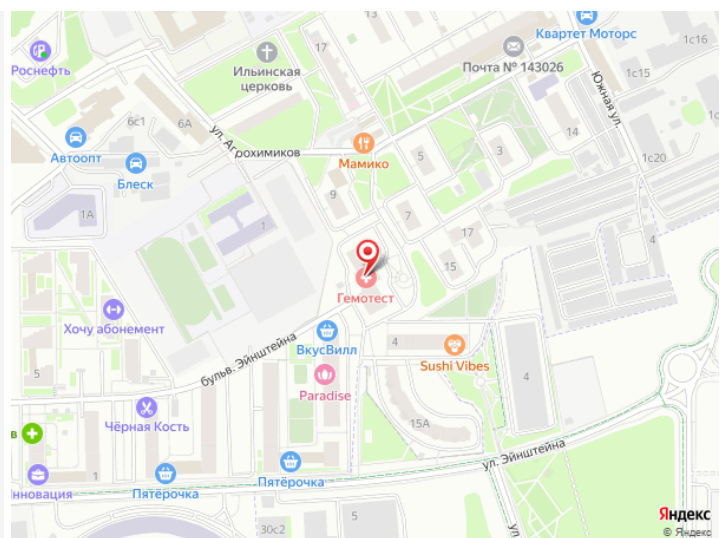 Роснефть
17
Ильинская
церковь
Квартет Моторс
Почта № 143026
1с16
1с15
Южная ул.
6с1
6А
ул. Агрохимиков
Автоопт
Блеск
Мамико
5
3
14
1с20
1А
1
9
7
17
15
4
Гемотест
Хочу абонемент
бульв. Эйнштейна
ВкусВилл
4
Sushi Vibes
5
Paradise
4
Чёрная Кость
15А
ул. Эйнштейна
в
1
Инновация
Пятёрочка
Пятёрочка
30с2
5
ул.
Яндекс
© Яндекс